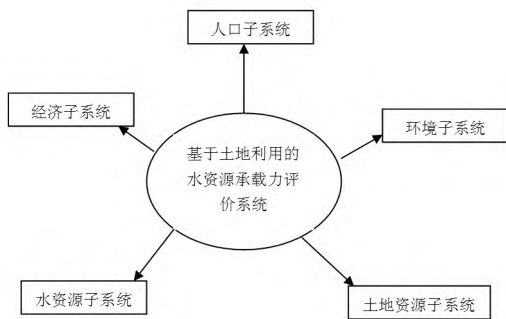 人口子系统
经济子系统
环境子系统
基于土地利用的
水资源承载力评
价系统
水资源子系统
土地资源子系统